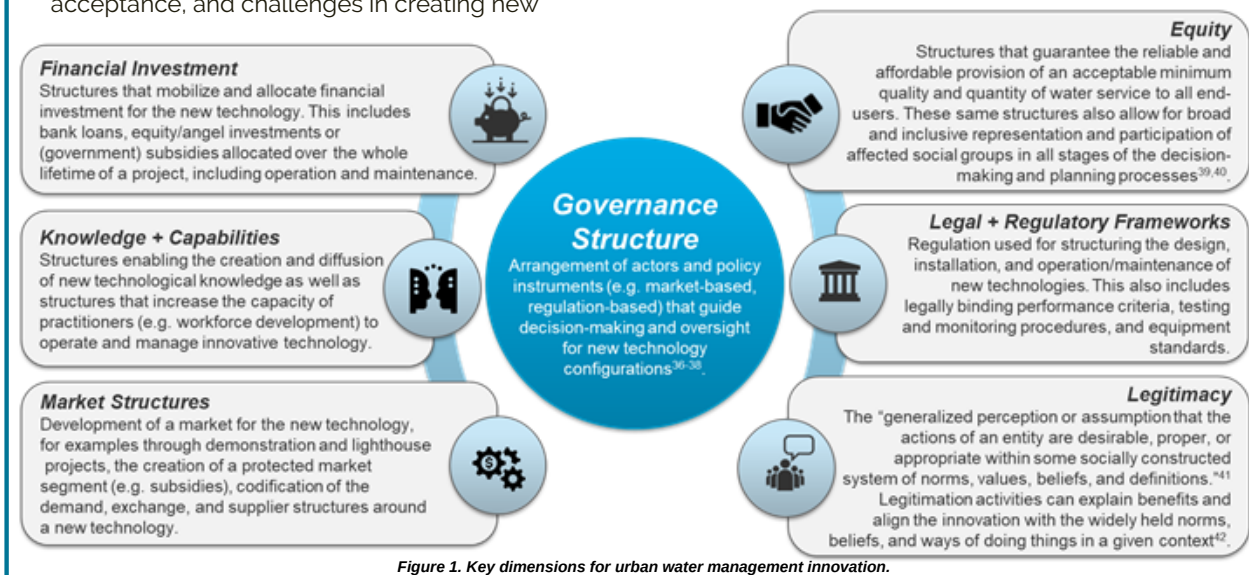 acceptance, and challenges in creating new
Financial Investment
Structures that mobilize and allocate financial
investment for the new technology. This includes
bank loans, equity/angel investments or
(government) subsidies allocated over the whole
lifetime of a project, including operation and maintenance.
Knowledge + Capabilities
Structures enabling the creation and diffusion
of new technological knowledge as well as
structures that increase the capacity of
practitioners (e.g. workforce development) to
operate and manage innovative technology.
Market Structures
Development of a market for the new technology,
for examples through demonstration and lighthouse
projects, the creation of a protected market
segment (e.g. subsidies), codification of the
demand, exchange, and supplier structures around
a new technology.
Governance
Structure
Arrangement of actors and policy
instruments (e.g. market-based,
regulation-based) that guide
decision-making and oversight
for new technology
configurations36-38.
Equity
Structures that guarantee the reliable and
affordable provision of an acceptable minimum
quality and quantity of water service to all end-
users. These same structures also allow for broad
and inclusive representation and participation of
affected social groups in all stages of the decision-
making and planning processes39,40.
Legal + Regulatory Frameworks
Regulation used for structuring the design,
installation, and operation/maintenance of
new technologies. This also includes
legally binding performance criteria, testing
and monitoring procedures, and equipment
standards.
Legitimacy
The "generalized perception or assumption that the
actions of an entity are desirable, proper, or
appropriate within some socially constructed
system of norms, values, beliefs, and definitions."41
Legitimation activities can explain benefits and
align the innovation with the widely held norms,
beliefs, and ways of doing things in a given context42.
Figure 1. Key dimensions for urban water management innovation.